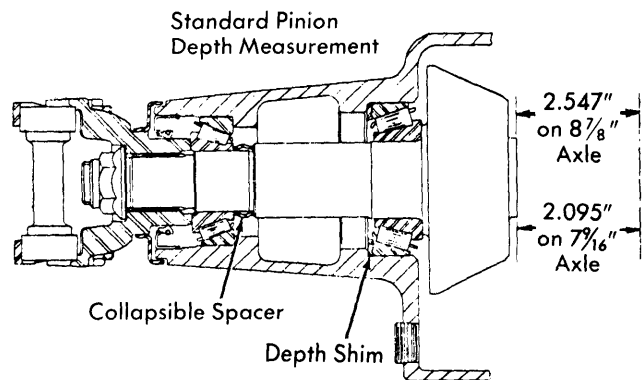 Standard Pinion
Depth Measurement
2.547"
on 8⅞"
Axle
2.095"
on 7⁹⁄₁₆"
Axle
Collapsible Spacer
Depth Shim